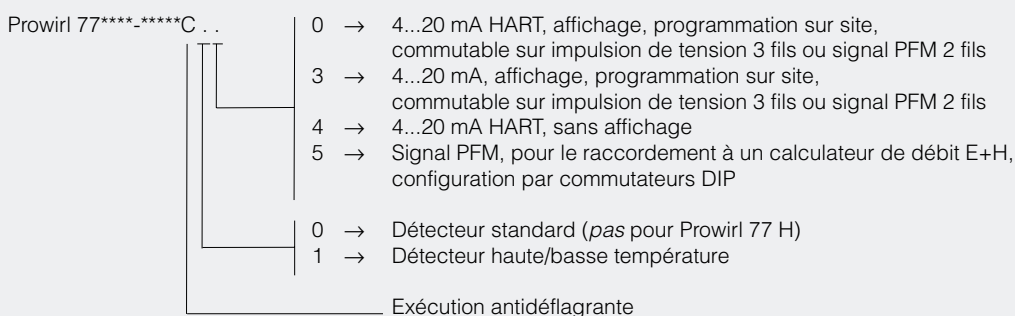 Prowirl 77****-*****C . .
0 → 4...20 mA HART, affichage, programmation sur site,
commutable sur impulsion de tension 3 fils ou signal PFM 2 fils
3 → 4...20 mA, affichage, programmation sur site,
commutable sur impulsion de tension 3 fils ou signal PFM 2 fils
4 → 4...20 mA HART, sans affichage
5 → Signal PFM, pour le raccordement à un calculateur de débit E+H,
configuration par commutateurs DIP
0 → Détecteur standard (pas pour Prowirl 77 H)
1 → Détecteur haute/basse température
Exécution antidéflagrante